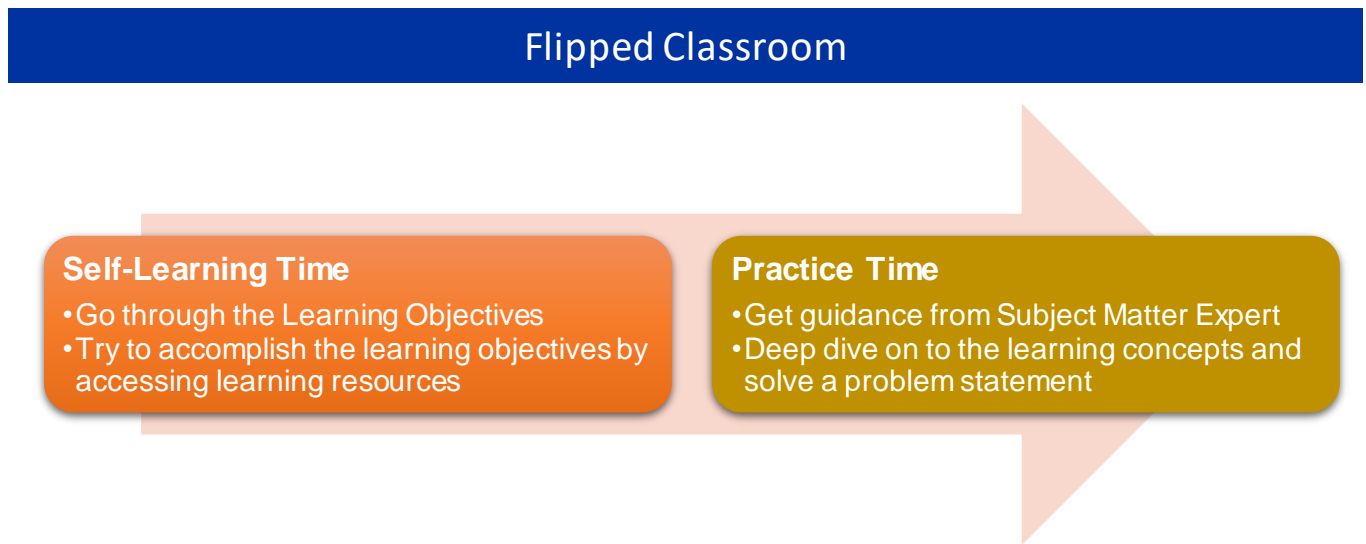 Flipped Classroom
Self-Learning Time
•Go through the Learning Objectives
•Try to accomplish the learning objectives by
accessing learning resources
Practice Time
•Get guidance from Subject Matter Expert
•Deep dive on to the learning concepts and
solve a problem statement